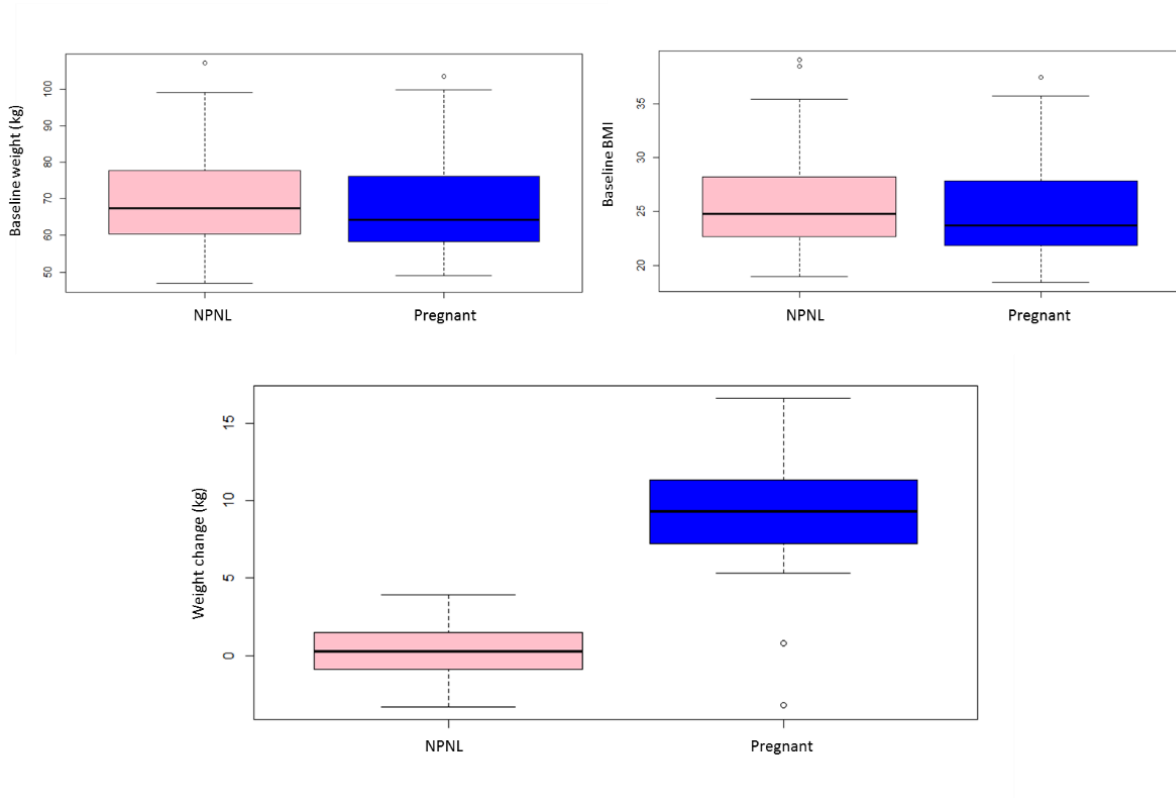 Baseline weight (kg)
100
90
80
70
60
50
NPNL
Pregnant
Baseline BMI
35
30
25
20
NPNL
Pregnant
Weight change (kg)
15
10
5
0
NPNL
Pregnant